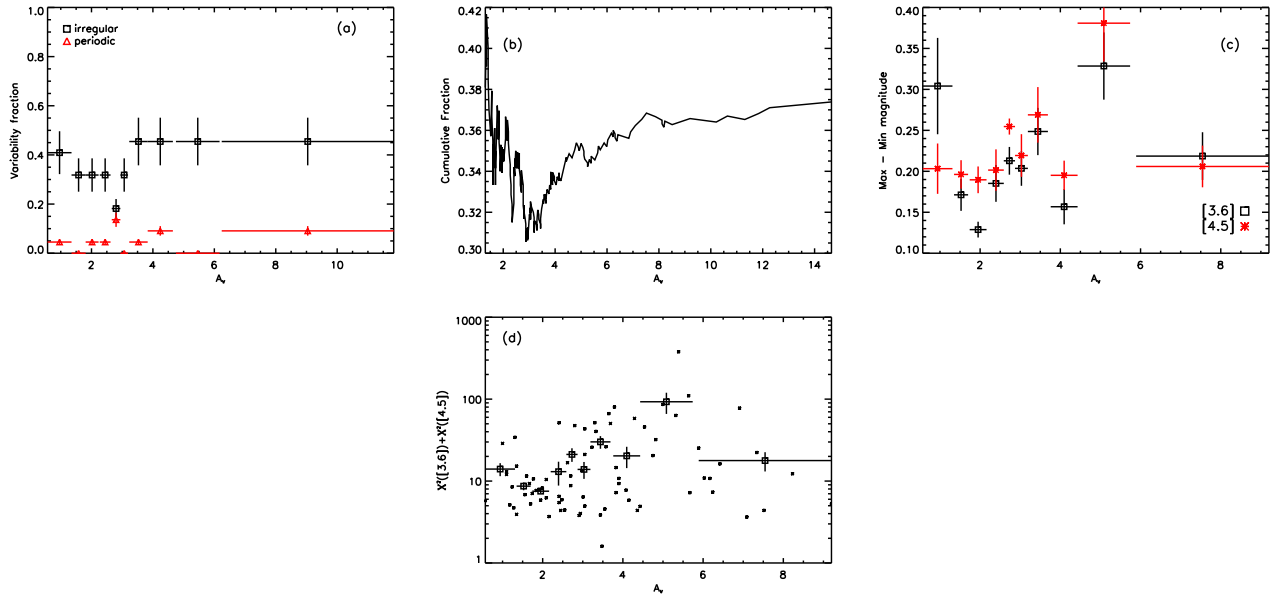 (a)
irregular
periodic
Variability fraction
1.0
0.8
0.6
0.4
0.2
0.0
2 4 6 8 10
Aᵥ
(b)
Cumulative Fraction
0.42
0.40
0.38
0.36
0.34
0.32
0.30
2 4 6 8 10 12 14
Aᵥ
(c)
Max − Min magnitude
0.40
0.35
0.30
0.25
0.20
0.15
0.10
[3.6]
[4.5]
2 4 6 8
Aᵥ
(d)
X²([3.6])+X²([4.5])
1000
100
10
1
2 4 6 8
Aᵥ